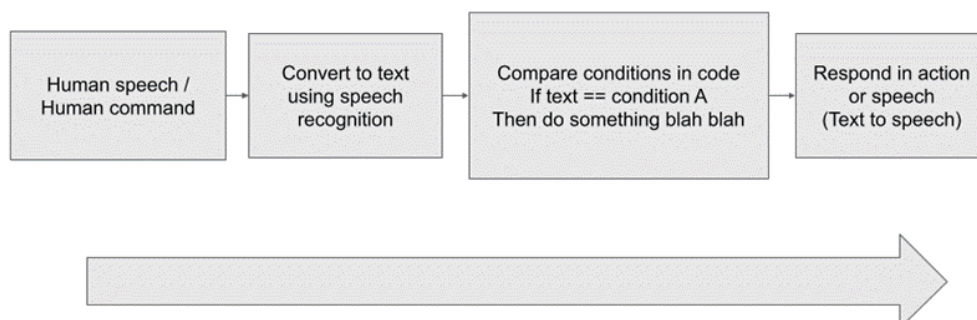 Human speech /
Human command
Convert to text
using speech
recognition
Compare conditions in code
If text == condition A
Then do something blah blah
Respond in action
or speech
(Text to speech)